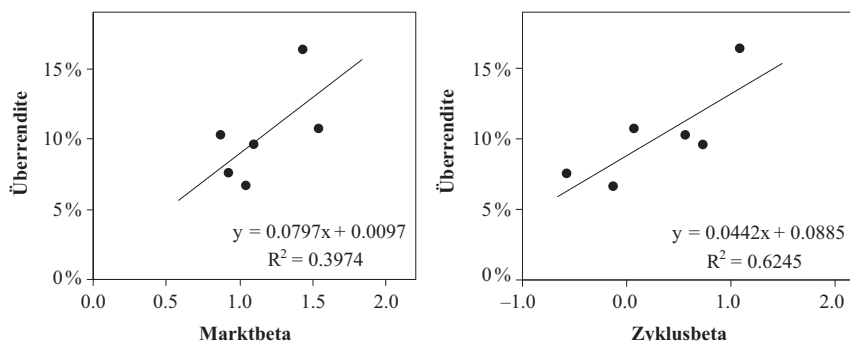 Überrendite
15%
10%
5%
0%
y = 0.0797x + 0.0097
R² = 0.3974
0.0 0.5 1.0 1.5 2.0
Marktbeta
Überrendite
15%
10%
5%
0%
y = 0.0442x + 0.0885
R² = 0.6245
–1.0 0.0 1.0 2.0
Zyklusbeta